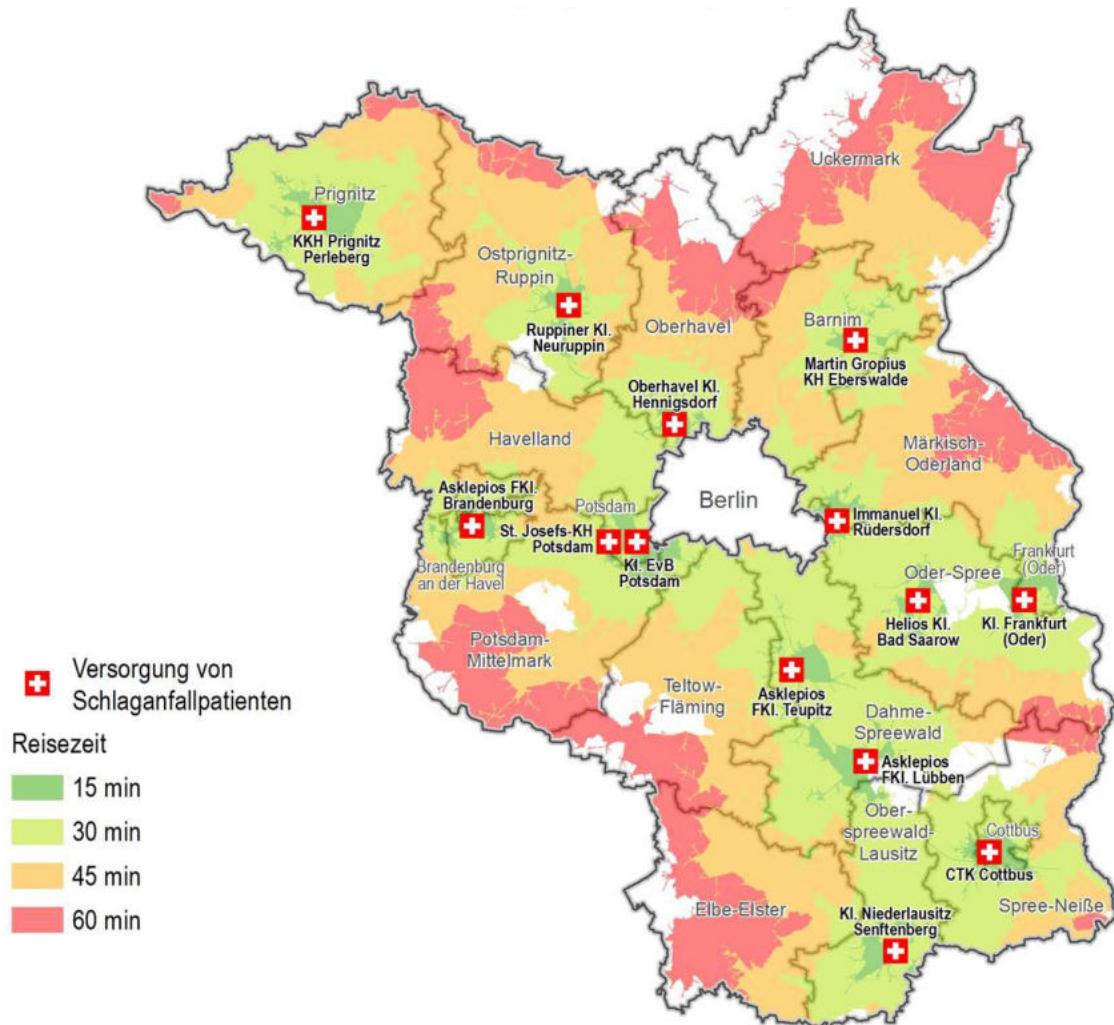 Uckermark
Prignitz
KKH Prignitz
Perleberg
Ostprignitz-
Ruppin
Ruppiner Kl.
Neuruppin
Oberhavel
Barnim
Martin Gropius
KH Eberswalde
Oberhavel Kl.
Hennigsdorf
Havelland
Märkisch-
Oderland
Berlin
Asklepios FKl.
Brandenburg
Potsdam
St. Josefs-KH
Potsdam
Kl. EvB
Potsdam
Immanuel Kl.
Rüdersdorf
Brandenburg
an der Havel
Oder-Spree
Frankfurt
(Oder)
Helios Kl.
Bad Saarow
Kl. Frankfurt
(Oder)
Potsdam-
Mittelmark
Teltow-
Fläming
Asklepios
FKl. Teupitz
Dahme-
Spreewald
Asklepios
FKl. Lübben
Ober-
spreewald-
Lausitz
Cottbus
CTK Cottbus
Elbe-Elster
Kl. Niederlausitz
Senftenberg
Spree-Neiße
Versorgung von
Schlaganfallpatienten
Reisezeit
15 min
30 min
45 min
60 min